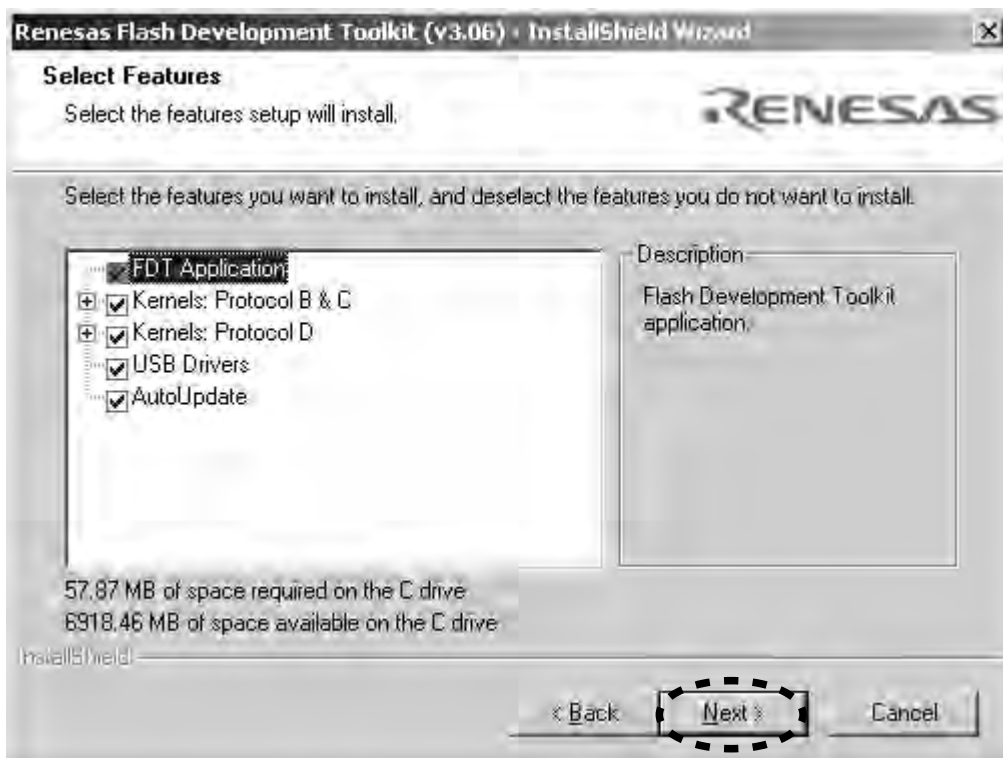 Renesas Flash Development Toolkit (v3.06) - InstallShield Wizard
Select Features
Select the features setup will install.
RENESAS
Select the features you want to install, and deselect the features you do not want to install.
FDT Application
Kernels: Protocol B & C
Kernels: Protocol D
USB Drivers
AutoUpdate
Description
Flash Development Toolkit
application.
57.87 MB of space required on the C drive
6918.46 MB of space available on the C drive
InstallShield
< Back
Next >
Cancel